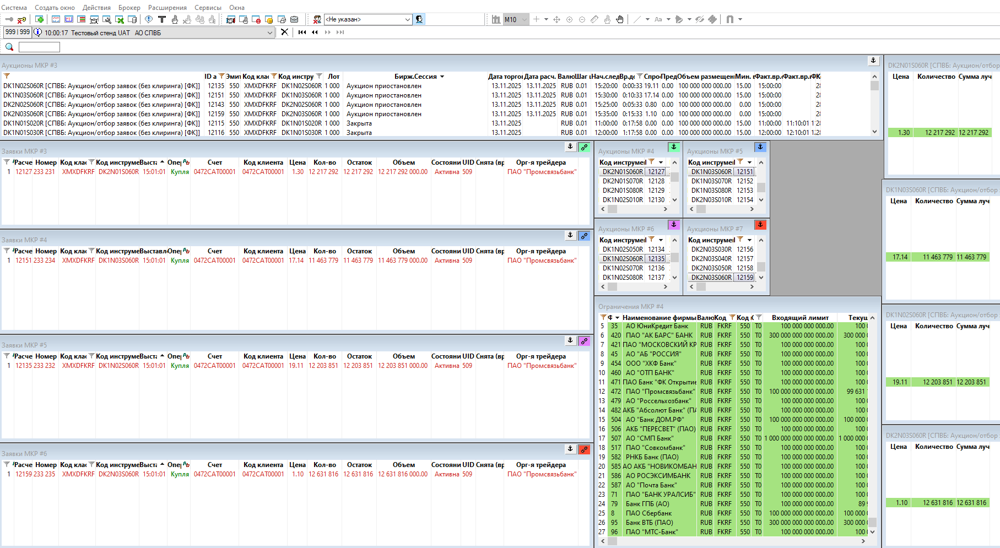 Система Создать окно Действия Брокер Расширения Сервисы Окна
<Не указан> M10 Aa
999 | 999 10:00:17 Тестовый стенд UAT АО СПВБ
Аукционы МКР #3
ID а Эмит Код клас Код инстру Лот Бирж.Сессия Дата торго Дата расч. Валю Шаг Нач.след Вр.до Спро Пред Объем размещен Мин. Факт.вр. Факт.вр.
DK1N02S060R [СПВБ: Аукцион/отбор заявок (без клиринга) [ФК]] 12135 550 XMXDFKRF DK1N02S060R 1 000 Аукцион приостановлен 13.11.2025 13.11.2025 RUB 0.01 15:20:00 0:00:33 19.11 0.00 100 000 000 000.00 15.00 15:00:00 28
DK1N03S060R [СПВБ: Аукцион/отбор заявок (без клиринга) [ФК]] 12151 550 XMXDFKRF DK1N03S060R 1 000 Аукцион приостановлен 13.11.2025 13.11.2025 RUB 0.01 15:30:00 0:10:33 17.14 0.00 100 000 000 000.00 15.00 15:00:00 28
DK2N02S060R [СПВБ: Аукцион/отбор заявок (без клиринга) [ФК]] 12143 550 XMXDFKRF DK2N02S060R 1 000 Аукцион приостановлен 13.11.2025 13.11.2025 RUB 0.01 15:25:00 0:05:33 0.80 0.00 100 000 000 000.00 0.00 15:00:00 28
DK2N03S060R [СПВБ: Аукцион/отбор заявок (без клиринга) [ФК]] 12159 550 XMXDFKRF DK2N03S060R 1 000 Аукцион приостановлен 13.11.2025 13.11.2025 RUB 0.01 15:35:00 0:15:33 1.10 0.00 100 000 000 000.00 0.00 15:00:00 28
DK1N01S020R [СПВБ: Аукцион/отбор заявок (без клиринга) [ФК]] 12115 550 XMXDFKRF DK1N01S020R 1 000 Закрыта 13.11.2025 RUB 0.01 11:00:00 0:17:58 0.00 0.00 100 000 000 000.00 15.00 11:00:00 11:10:01
DK1N01S030R [СПВБ: Аукцион/отбор заявок (без клиринга) [ФК]] 12116 550 XMXDFKRF DK1N01S030R 1 000 Закрыта 13.11.2025 RUB 0.01 12:00:00 1:17:58 0.00 0.00 100 000 000 000.00 15.00 12:00:00 12:10:01
Заявки МКР #3
Расче Номер Код клас Код инструме Выста Опер Счет Код клиента Цена Кол-во Остаток Объем Состояни UID Снята (вр Орг-я трейдера
1 12127 233 231 XMXDFKRF DK2N01S060R 15:01:01 Купля 0472CAT00001 0472CAT00001 1.30 12 217 292 12 217 292 12 217 292 000.00 Активна 509 ПАО "Промсвязьбанк"
Заявки МКР #4
Расче Номер Код клас Код инструме Выставл Опер Счет Код клиента Цена Кол-во Остаток Объем Состояни UID Снята (вр Орг-я трейдера
1 12151 233 234 XMXDFKRF DK1N03S060R 15:01:01 Купля 0472CAT00001 0472CAT00001 17.14 11 463 779 11 463 779 11 463 779 000.00 Активна 509 ПАО "Промсвязьбанк"
Заявки МКР #5
Расче Номер Код клас Код инструме Выста Опер Счет Код клиента Цена Кол-во Остаток Объем Состояни UID Снята (вр Орг-я трейдера
1 12135 233 232 XMXDFKRF DK1N02S060R 15:01:01 Купля 0472CAT00001 0472CAT00001 19.11 12 203 851 12 203 851 12 203 851 000.00 Активна 509 ПАО "Промсвязьбанк"
Заявки МКР #6
Расче Номер Код клас Код инструме Выста Опер Счет Код клиента Цена Кол-во Остаток Объем Состояни UID Снята (вр Орг-я трейдера
1 12159 233 235 XMXDFKRF DK2N03S060R 15:01:01 Купля 0472CAT00001 0472CAT00001 1.10 12 631 816 12 631 816 12 631 816 000.00 Активна 509 ПАО "Промсвязьбанк"
Аукционы МКР #4
Код инструмен
DK2N01S060R 12127
DK2N01S070R 12128
DK2N01S080R 12129
DK1N02S010R 12130
Аукционы МКР #5
Код инструмен
DK1N03S060R 12151
DK1N03S070R 12152
DK1N03S080R 12153
DK2N03S010R 12154
Аукционы МКР #6
Код инструмен
DK1N02S050R 12134
DK1N02S060R 12135
DK1N02S070R 12136
DK1N02S080R 12137
Аукционы МКР #7
Код инструмен
DK2N03S030R 12156
DK2N03S040R 12157
DK2N03S050R 12158
DK2N03S060R 12159
Ограничения МКР #4
Ф Наименование фирмы Валю Код Код Входящий лимит Текущ
5 35 АО ЮниКредит Банк RUB FKRF 550 T0 100 000 000 000.00 100
6 420 ПАО "АК БАРС" БАНК RUB FKRF 550 T0 300 000 000 000.00 300 000
7 421 ПАО "МОСКОВСКИЙ КР RUB FKRF 550 T0 100 000 000 000.00 100
8 45 АО "АБ "РОССИЯ" RUB FKRF 550 T0 100 000 000 000.00 100
9 454 ООО "ХКФ Банк" RUB FKRF 550 T0 100 000 000 000.00 100
10 460 АО "ОТП БАНК" RUB FKRF 550 T0 100 000 000 000.00 100
11 471 ПАО Банк "ФК Открытие RUB FKRF 550 T0 100 000 000 000.00 100
12 472 ПАО "Промсвязьбанк" RUB FKRF 550 T0 100 000 000 000.00 99 631
13 479 АО "Россельхозбанк" RUB FKRF 550 T0 100 000 000 000.00 100
14 482 АКБ "Абсолют Банк" (ПА RUB FKRF 550 T0 100 000 000 000.00 100
15 504 АО "Банк ДОМ.РФ" RUB FKRF 550 T0 100 000 000 000.00 100 000
16 506 АКБ "ПЕРЕСВЕТ" (ПАО) RUB FKRF 550 T0 100 000 000 000.00 100
17 507 АО "СМП Банк" RUB FKRF 550 T0 1 000 000 000 000.00 1 000 000
18 517 ПАО "Совкомбанк" RUB FKRF 550 T0 100 000 000 000.00 100
19 582 РНКБ Банк (ПАО) RUB FKRF 550 T0 100 000 000 000.00 100
20 585 АО АКБ "НОВИКОМБАН RUB FKRF 550 T0 100 000 000 000.00 100
21 586 АО РОСЭКСИМБАНК RUB FKRF 550 T0 100 000 000 000.00 100
22 587 АО "Почта Банк" RUB FKRF 550 T0 100 000 000 000.00 100
23 71 ПАО "БАНК УРАЛСИБ" RUB FKRF 550 T0 100 000 000 000.00 100
24 79 Банк ГПБ (АО) RUB FKRF 550 T0 100 000 000 000.00 89
25 8 ПАО Сбербанк RUB FKRF 550 T0 100 000 000 000.00 100 000
26 95 Банк ВТБ (ПАО) RUB FKRF 550 T0 300 000 000 000.00 300 000
27 96 ПАО "МТС-Банк" RUB FKRF 550 T0 100 000 000 000.00 100
DK2N01S060R [СПВБ: Аукцион/отбор
Цена Количество Сумма луч
1.30 12 217 292 12 217 292
DK1N03S060R [СПВБ: Аукцион/отбор
Цена Количество Сумма луч
17.14 11 463 779 11 463 779
DK1N02S060R [СПВБ: Аукцион/отбор
Цена Количество Сумма луч
19.11 12 203 851 12 203 851
DK2N03S060R [СПВБ: Аукцион/отбор
Цена Количество Сумма луч
1.10 12 631 816 12 631 816